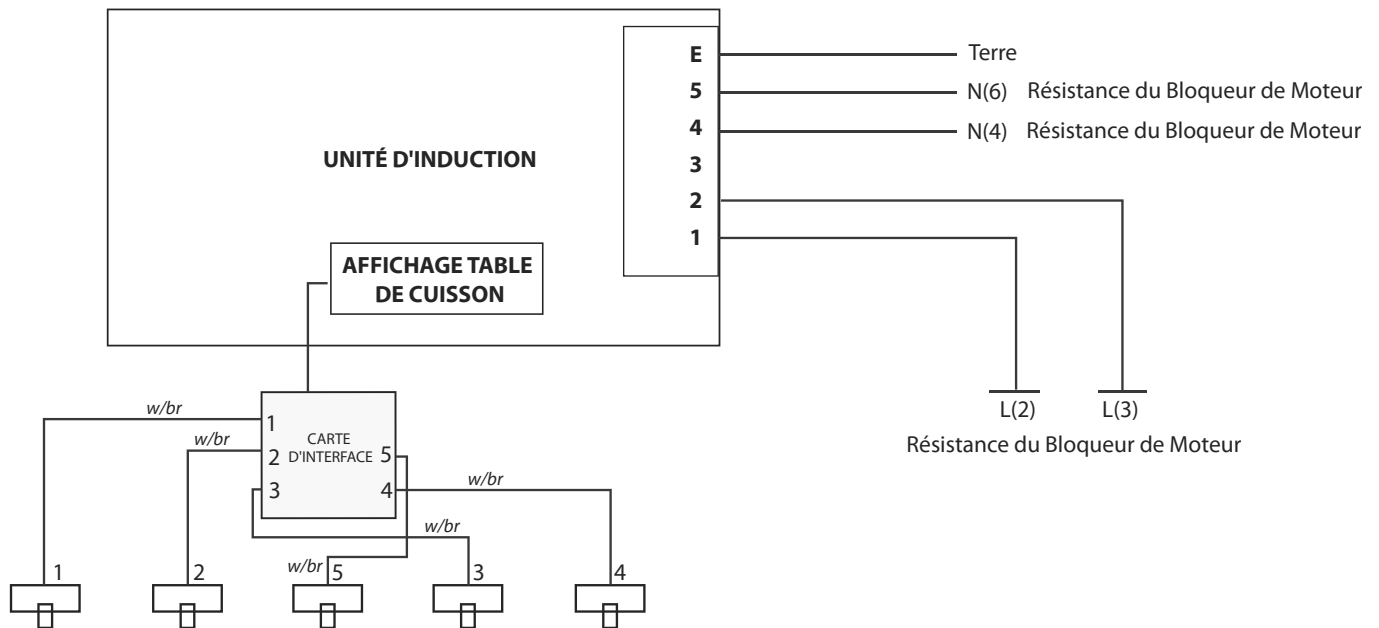 E
Terre
5
N(6) Résistance du Bloqueur de Moteur
4
N(4) Résistance du Bloqueur de Moteur
UNITÉ D'INDUCTION
3
2
1
AFFICHAGE TABLE
DE CUISSON
L(2)
L(3)
Résistance du Bloqueur de Moteur
w/br
1
w/br
CARTE
2
D'INTERFACE
5
3
4
w/br
w/br
w/br
1
2
5
3
4